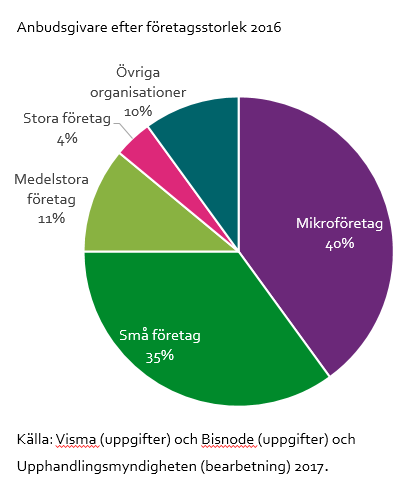 Anbudsgivare efter företagsstorlek 2016
Övriga
organisationer
10%
Stora företag
4%
Medelstora
företag
11%
Mikroföretag
40%
Små företag
35%
Källa: Visma (uppgifter) och Bisnode (uppgifter) och
Upphandlingsmyndigheten (bearbetning) 2017.